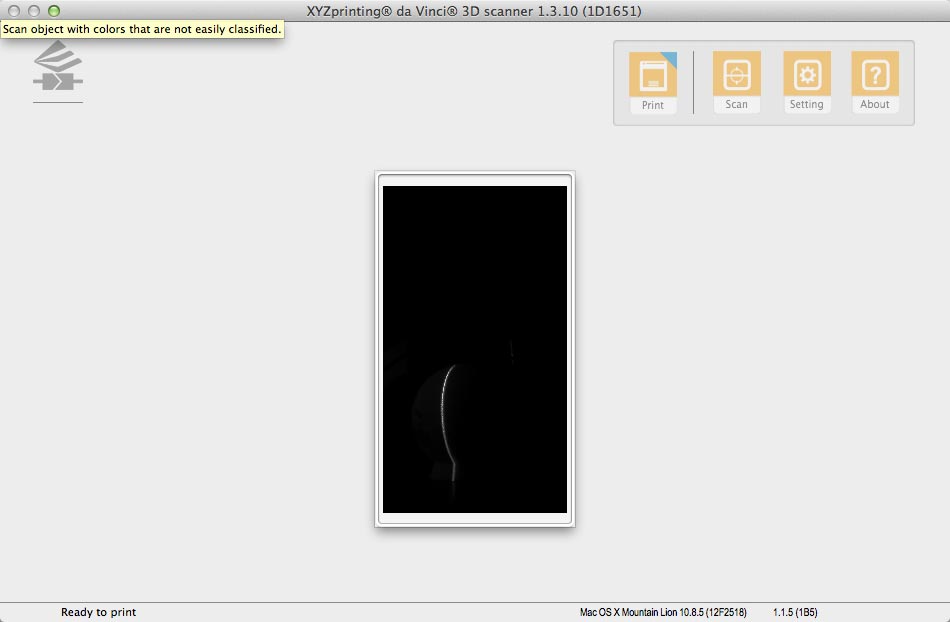 XYZprinting® da Vinci® 3D scanner 1.3.10 (1D1651)
Scan object with colors that are not easily classified.
Print
Scan
Setting
About
Ready to print
Mac OS X Mountain Lion 10.8.5 (12F2518)
1.1.5 (1B5)